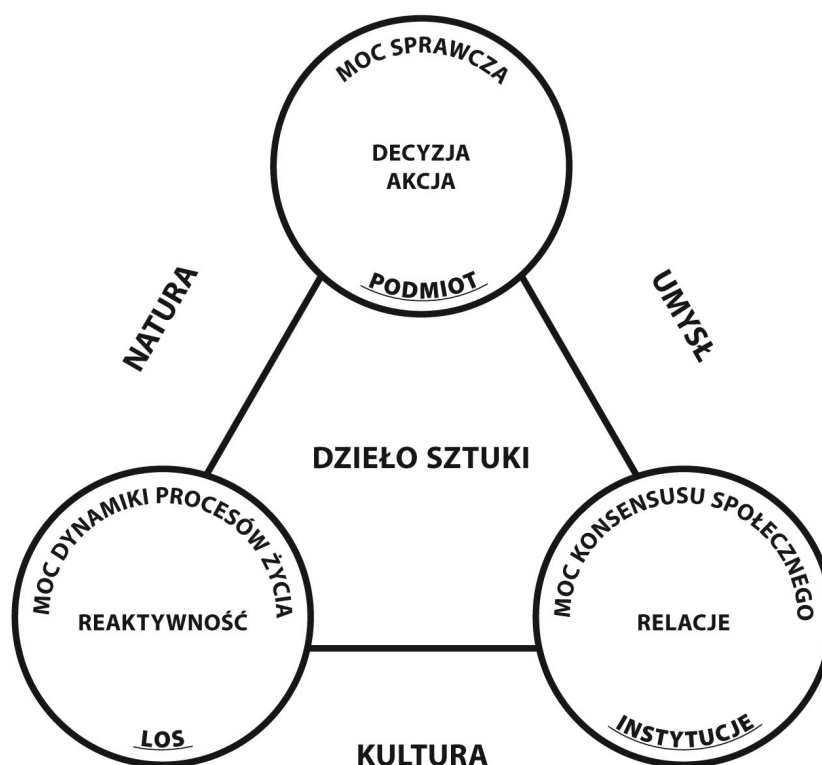 MOC SPRAWCZA
DECYZJA
AKCJA
PODMIOT
NATURA
UMYSŁ
DZIEŁO SZTUKI
MOC DYNAMIKI PROCESÓW ŻYCIA
REAKTYWNOŚĆ
LOS
MOC KONSENSUSU SPOŁECZNEGO
RELACJE
INSTYTUCJE
KULTURA